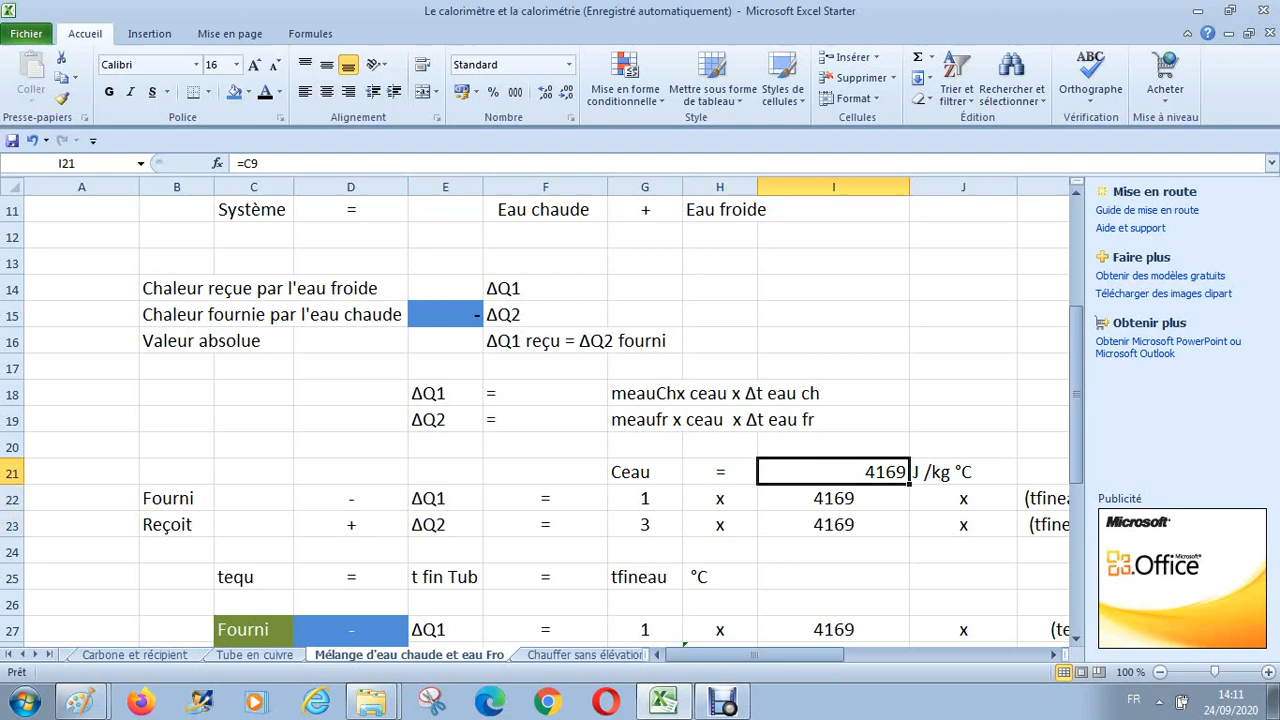 Le calorimètre et la calorimétrie (Enregistré automatiquement) - Microsoft Excel Starter
Fichier Accueil Insertion Mise en page Formules
Coller
Calibri 16
G I S
Standard
% 000
Mise en forme conditionnelle
Mettre sous forme de tableau
Styles de cellules
Insérer
Supprimer
Format
Σ
Trier et filtrer
Rechercher et sélectionner
ABC
Orthographe
Acheter
Presse-papiers Police Alignement Nombre Style Cellules Édition Vérification Mise à niveau
I21 fx =C9
A B C D E F G H I J
11 Système = Eau chaude + Eau froide
12
13
14 Chaleur reçue par l'eau froide ΔQ1
15 Chaleur fournie par l'eau chaude - ΔQ2
16 Valeur absolue ΔQ1 reçu = ΔQ2 fourni
17
18 ΔQ1 = meauChx ceau x Δt eau ch
19 ΔQ2 = meaufr x ceau x Δt eau fr
20
21 Ceau = 4169 J /kg °C
22 Fourni - ΔQ1 = 1 x 4169 x (tfinea
23 Reçoit + ΔQ2 = 3 x 4169 x (tfine
24
25 tequ = t fin Tub = tfineau °C
26
27 Fourni - ΔQ1 = 1 x 4169 x (te
Carbone et récipient Tube en cuivre Mélange d'eau chaude et eau Fro Chauffer sans élévation
Prêt 100 %
Mise en route
Guide de mise en route
Aide et support
Faire plus
Obtenir des modèles gratuits
Télécharger des images clipart
Obtenir plus
Obtenir Microsoft PowerPoint ou
Microsoft Outlook
Publicité
Microsoft
Microsoft
Office
FR
14:11
24/09/2020